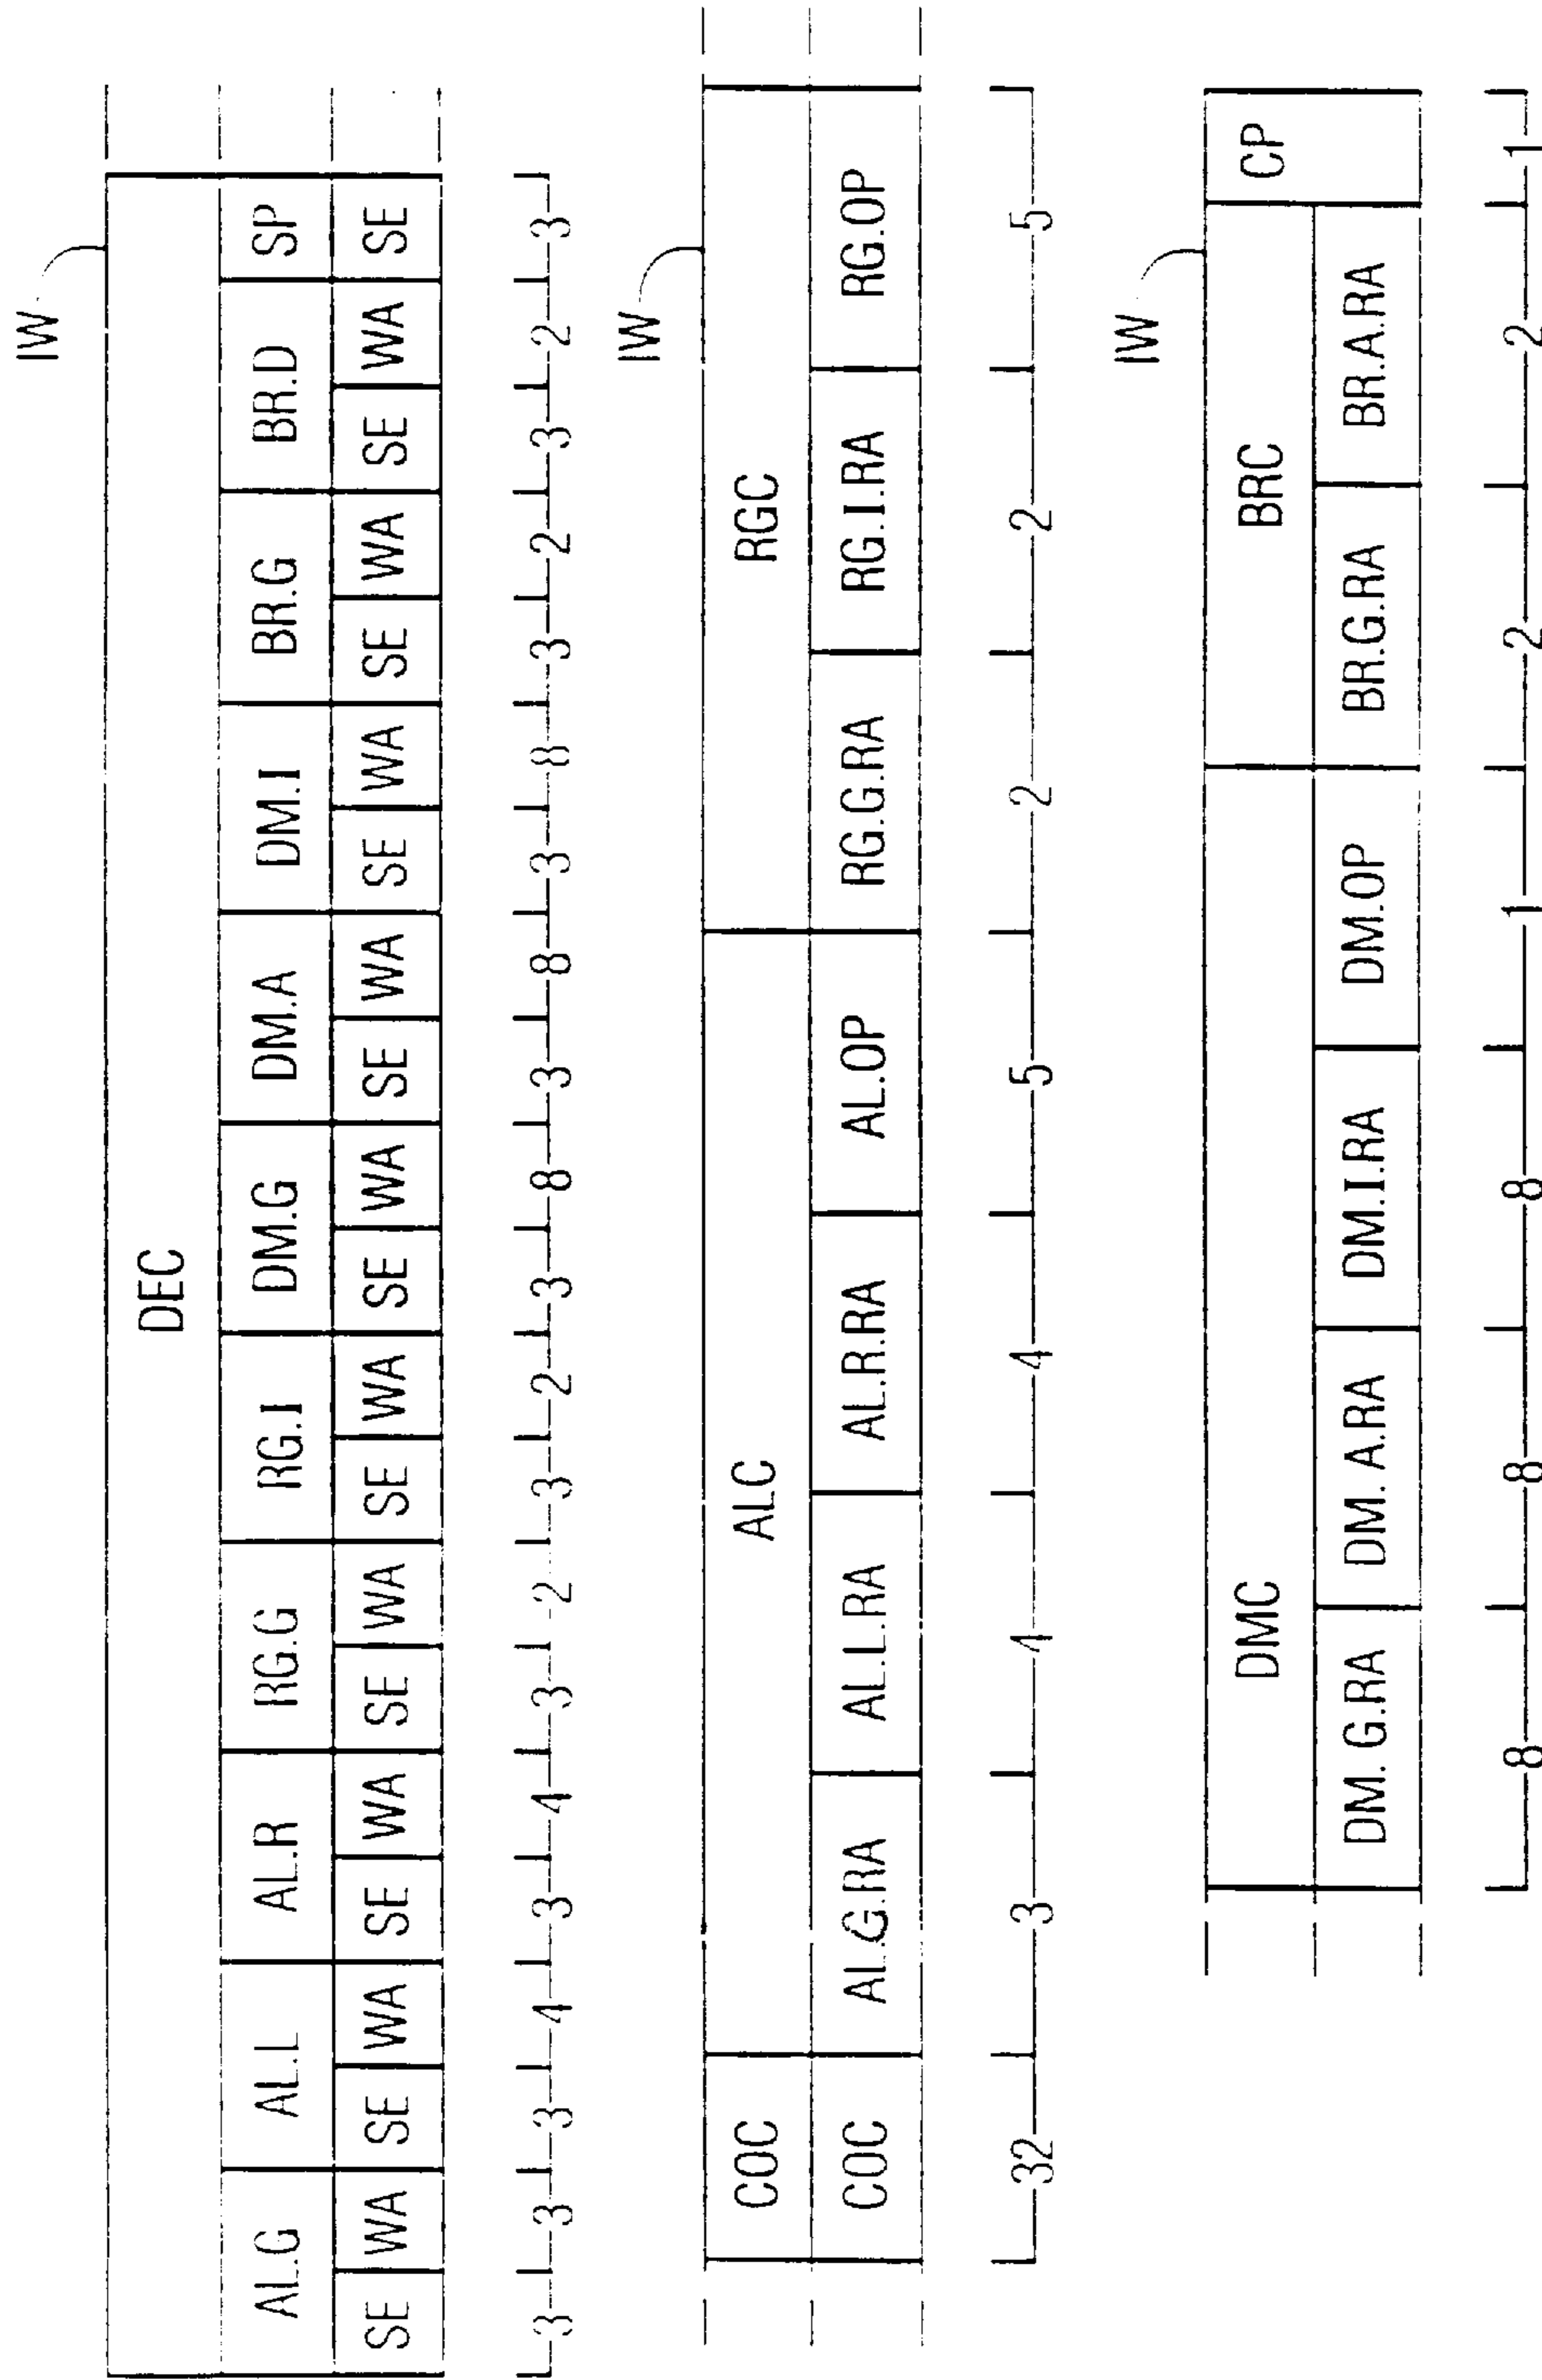 IW
DEC
AL.G AL.L AL.R RG.G RG.I DM.G DM.A DM.I BR.G BR.D SP
SE WA SE WA SE WA SE WA SE WA SE WA SE WA SE WA SE WA SE WA SE
3 3 3 4 3 4 3 2 3 2 3 8 3 8 3 8 3 2 3 2 3
IW
COC ALC RGC
COC AL.G.RA AL.L.RA AL.R.RA AL.OP RG.G.RA RG.I.RA RG.OP
32 3 4 4 5 2 2 5
IW
DMC BRC CP
DM. G.RA DM. A.RA DM.I.RA DM.OP BR.G.RA BR.A.RA
8 8 8 1 2 2 1